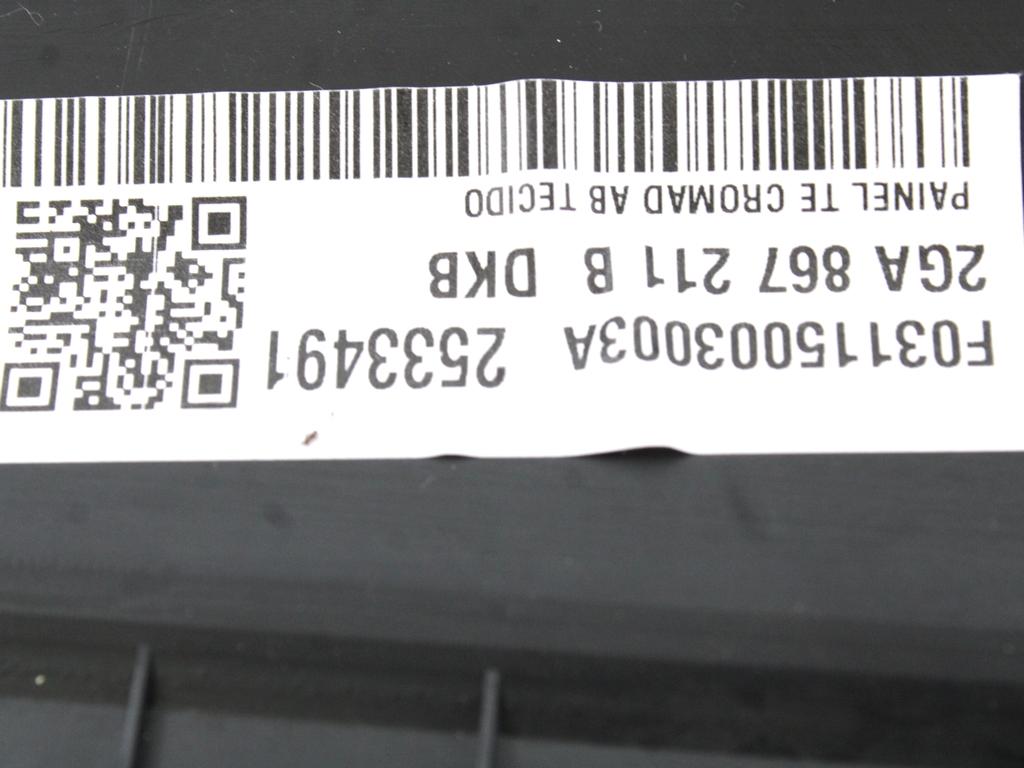 F03115003003A 2533491
2GA 867 211 B DKB
PAINEL TE CROMAD AB TECIDO